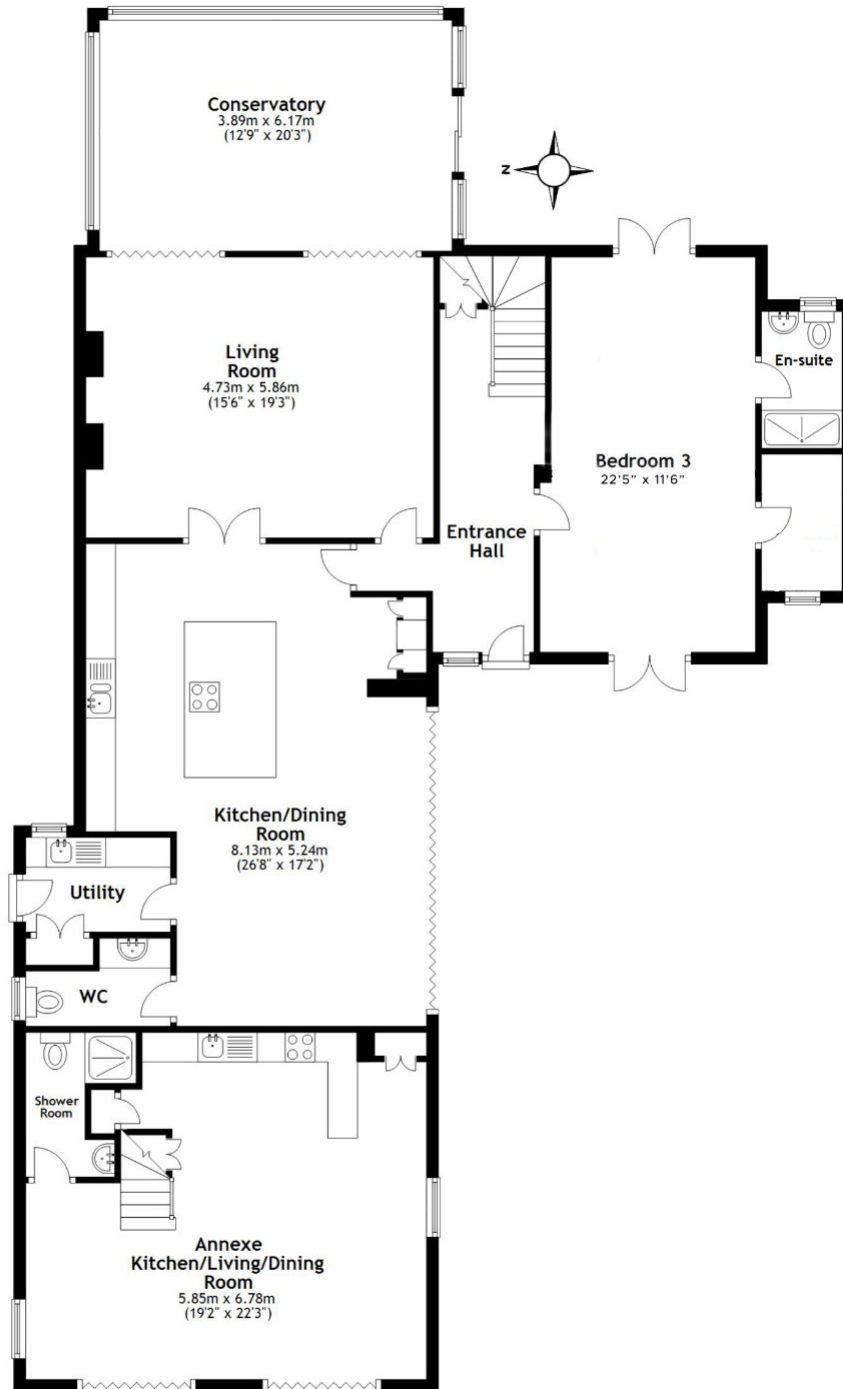 Conservatory
3.89m x 6.17m
(12'9" x 20'3")
z
Living
Room
4.73m x 5.86m
(15'6" x 19'3")
En-suite
Bedroom 3
22'5" x 11'6"
Entrance
Hall
Kitchen/Dining
Room
8.13m x 5.24m
(26'8" x 17'2")
Utility
WC
Shower
Room
Annexe
Kitchen/Living/Dining
Room
5.85m x 6.78m
(19'2" x 22'3")